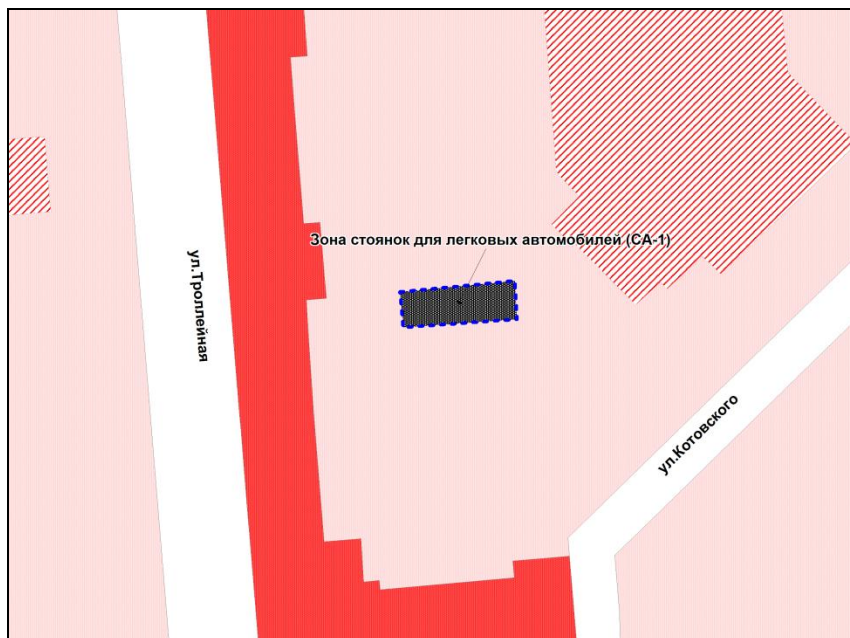 Зона стоянок для легковых автомобилей (СА-1)
ул.Троллейная
ул.Котовского